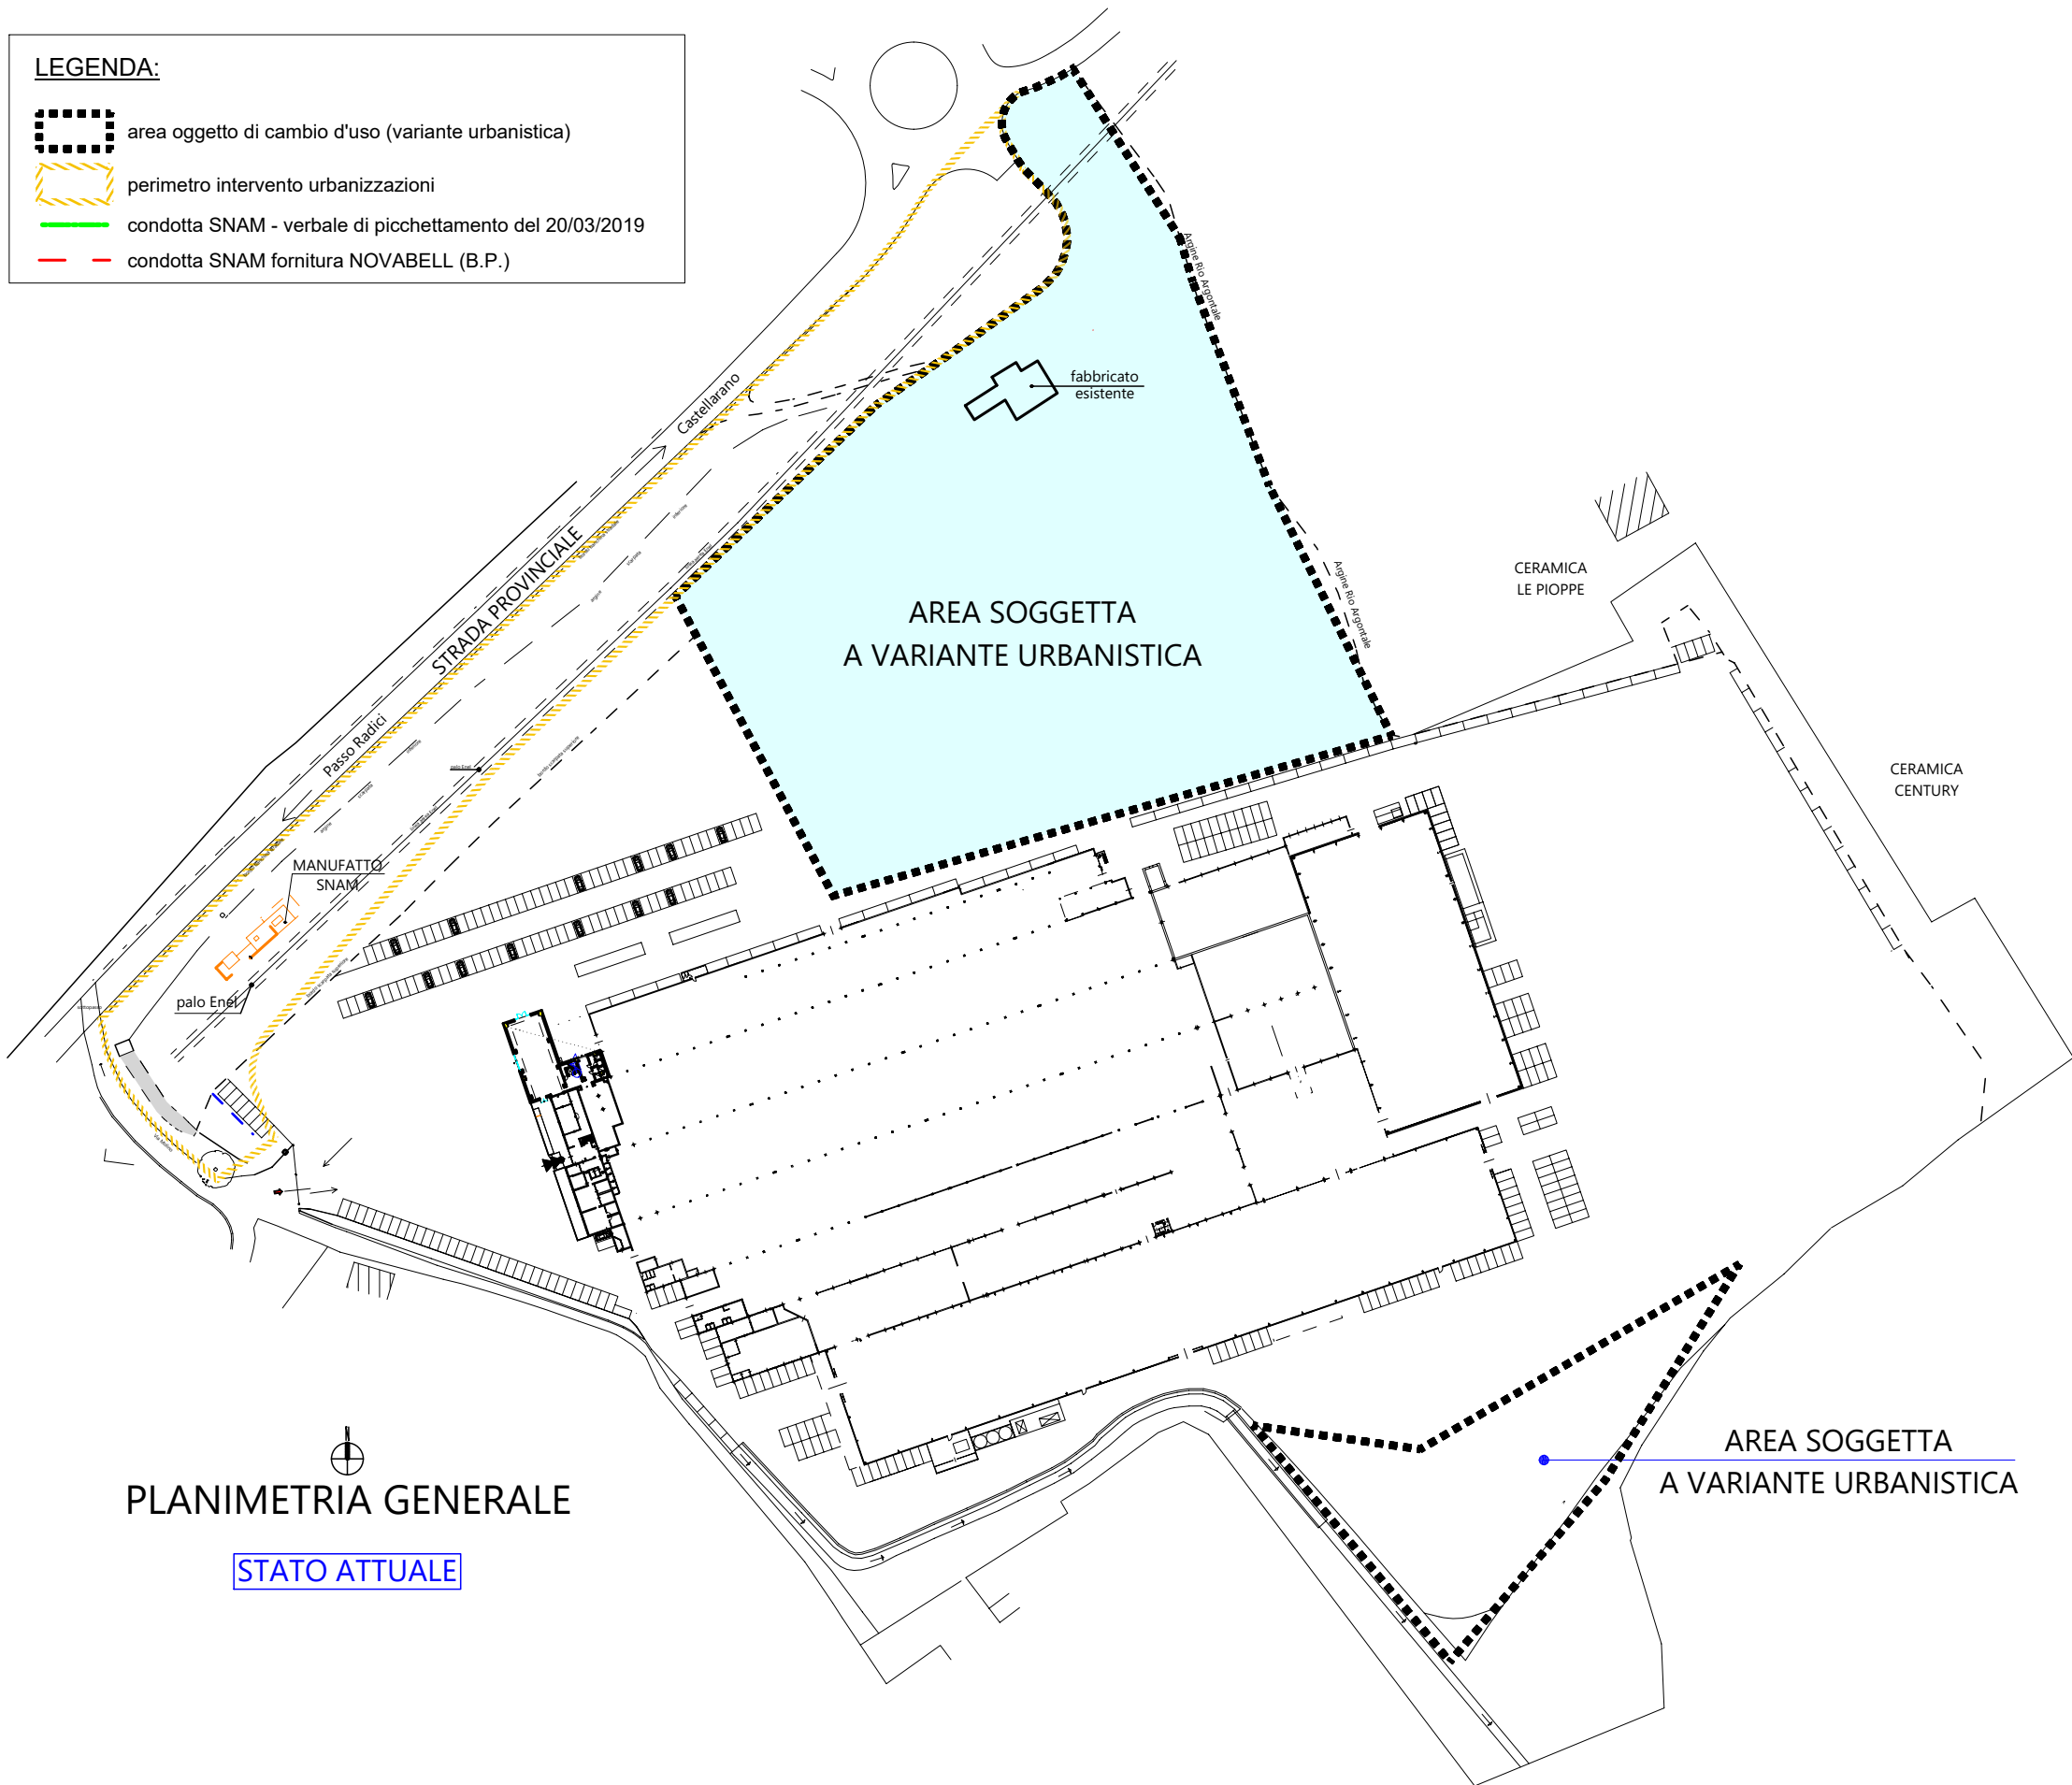 LEGENDA:
area oggetto di cambio d'uso (variante urbanistica)
perimetro intervento urbanizzazioni
condotta SNAM - verbale di picchettamento del 20/03/2019
condotta SNAM fornitura NOVABELL (B.P.)
Argine Rio Argontale
Castellarano
fabbricato
esistente
STRADA PROVINCIALE
AREA SOGGETTA
A VARIANTE URBANISTICA
CERAMICA
LE PIOPPE
Argine Rio Argontale
Passo Radici
palo Enel
CERAMICA
CENTURY
MANUFATTO
SNAM
palo Enel
sottopasso
N
PLANIMETRIA GENERALE
STATO ATTUALE
AREA SOGGETTA
A VARIANTE URBANISTICA